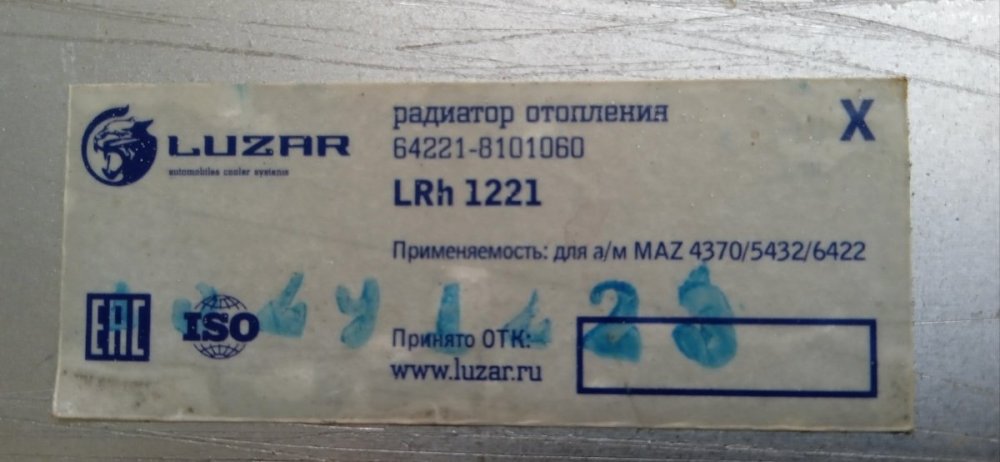 LUZAR
automobiles cooler systems
радиатор отопления
64221-8101060
LRh 1221
X
Применяемость: для а/м MAZ 4370/5432/6422
EAC
ISO
Принято ОТК:
www.luzar.ru